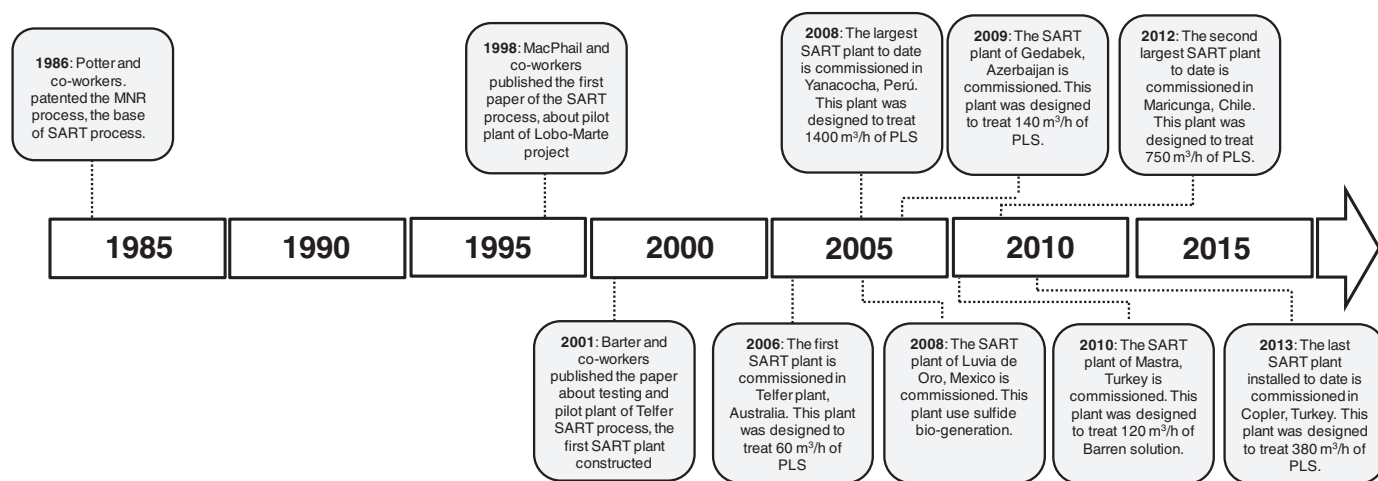 1986: Potter and
co-workers.
patented the MNR
process, the base
of SART process.
1998: MacPhail and
co-workers
published the first
paper of the SART
process, about pilot
plant of Lobo-Marte
project
2008: The largest
SART plant to date
is commissioned in
Yanacocha, Perú.
This plant was
designed to treat
1400 m³/h of PLS
2009: The SART
plant of Gedabek,
Azerbaijan is
commissioned. This
plant was designed
to treat 140 m³/h of
PLS.
2012: The second
largest SART plant
to date is
commissioned in
Maricunga, Chile.
This plant was
designed to treat
750 m³/h of PLS.
1985
1990
1995
2000
2005
2010
2015
2001: Barter and
co-workers
published the paper
about testing and
pilot plant of Telfer
SART process, the
first SART plant
constructed
2006: The first
SART plant is
commissioned in
Telfer plant,
Australia. This plant
was designed to
treat 60 m³/h of
PLS
2008: The SART
plant of Luvia de
Oro, Mexico is
commissioned. This
plant use sulfide
bio-generation.
2010: The SART
plant of Mastra,
Turkey is
commissioned. This
plant was designed
to treat 120 m³/h of
Barren solution.
2013: The last
SART plant
installed to date is
commissioned in
Copler, Turkey. This
plant was designed
to treat 380 m³/h of
PLS.